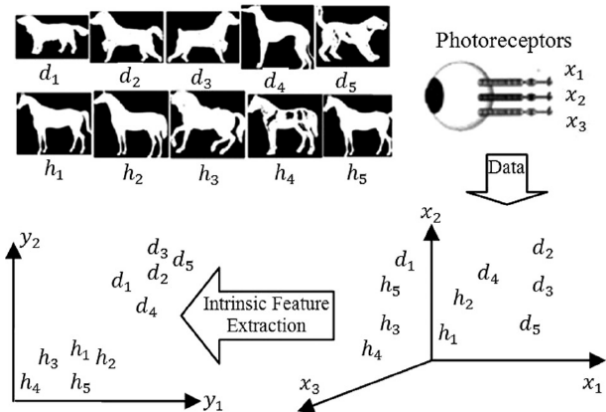 d₁ d₂ d₃ d₄ d₅
h₁ h₂ h₃ h₄ h₅
Photoreceptors
x₁
x₂
x₃
Data
y₂
d₃
d₅
d₂
d₁
d₄
h₁
h₃ h₂
h₄ h₅
y₁
Intrinsic Feature
Extraction
x₂
d₁ d₂
d₄
h₅ d₃
h₂
h₃ h₁ d₅
h₄
x₃
x₁